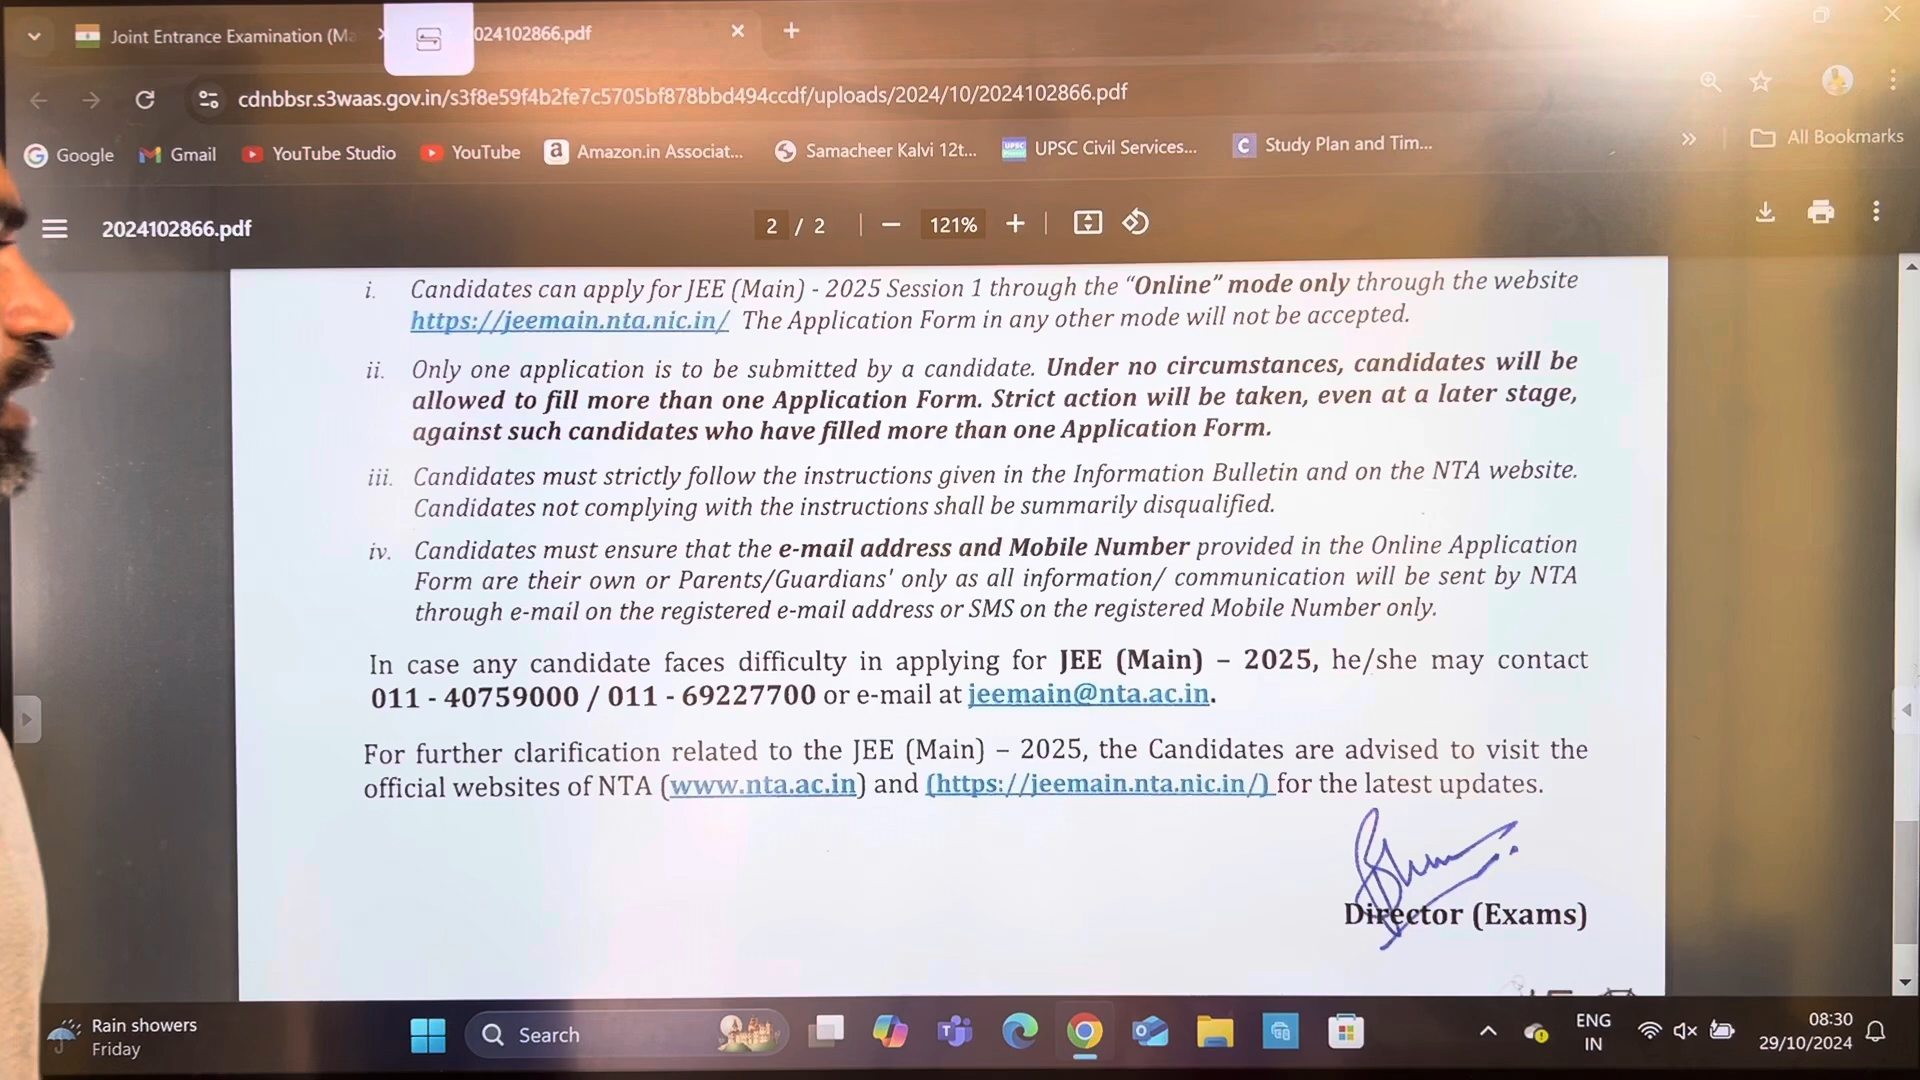 Joint Entrance Examination (Ma
024102866.pdf
cdnbbsr.s3waas.gov.in/s3f8e59f4b2fe7c5705bf878bbd494ccdf/uploads/2024/10/2024102866.pdf
Google Gmail YouTube Studio YouTube Amazon.in Associat... Samacheer Kalvi 12t... UPSC Civil Services... Study Plan and Tim... » All Bookmarks
2024102866.pdf 2 / 2 121%
i. Candidates can apply for JEE (Main) - 2025 Session 1 through the “Online” mode only through the website
https://jeemain.nta.nic.in/ The Application Form in any other mode will not be accepted.
ii. Only one application is to be submitted by a candidate. Under no circumstances, candidates will be
allowed to fill more than one Application Form. Strict action will be taken, even at a later stage,
against such candidates who have filled more than one Application Form.
iii. Candidates must strictly follow the instructions given in the Information Bulletin and on the NTA website.
Candidates not complying with the instructions shall be summarily disqualified.
iv. Candidates must ensure that the e-mail address and Mobile Number provided in the Online Application
Form are their own or Parents/Guardians' only as all information/ communication will be sent by NTA
through e-mail on the registered e-mail address or SMS on the registered Mobile Number only.
In case any candidate faces difficulty in applying for JEE (Main) – 2025, he/she may contact
011 - 40759000 / 011 - 69227700 or e-mail at jeemain@nta.ac.in.
For further clarification related to the JEE (Main) – 2025, the Candidates are advised to visit the
official websites of NTA (www.nta.ac.in) and (https://jeemain.nta.nic.in/) for the latest updates.
Director (Exams)
Rain showers
Friday
Search
ENG
IN
08:30
29/10/2024